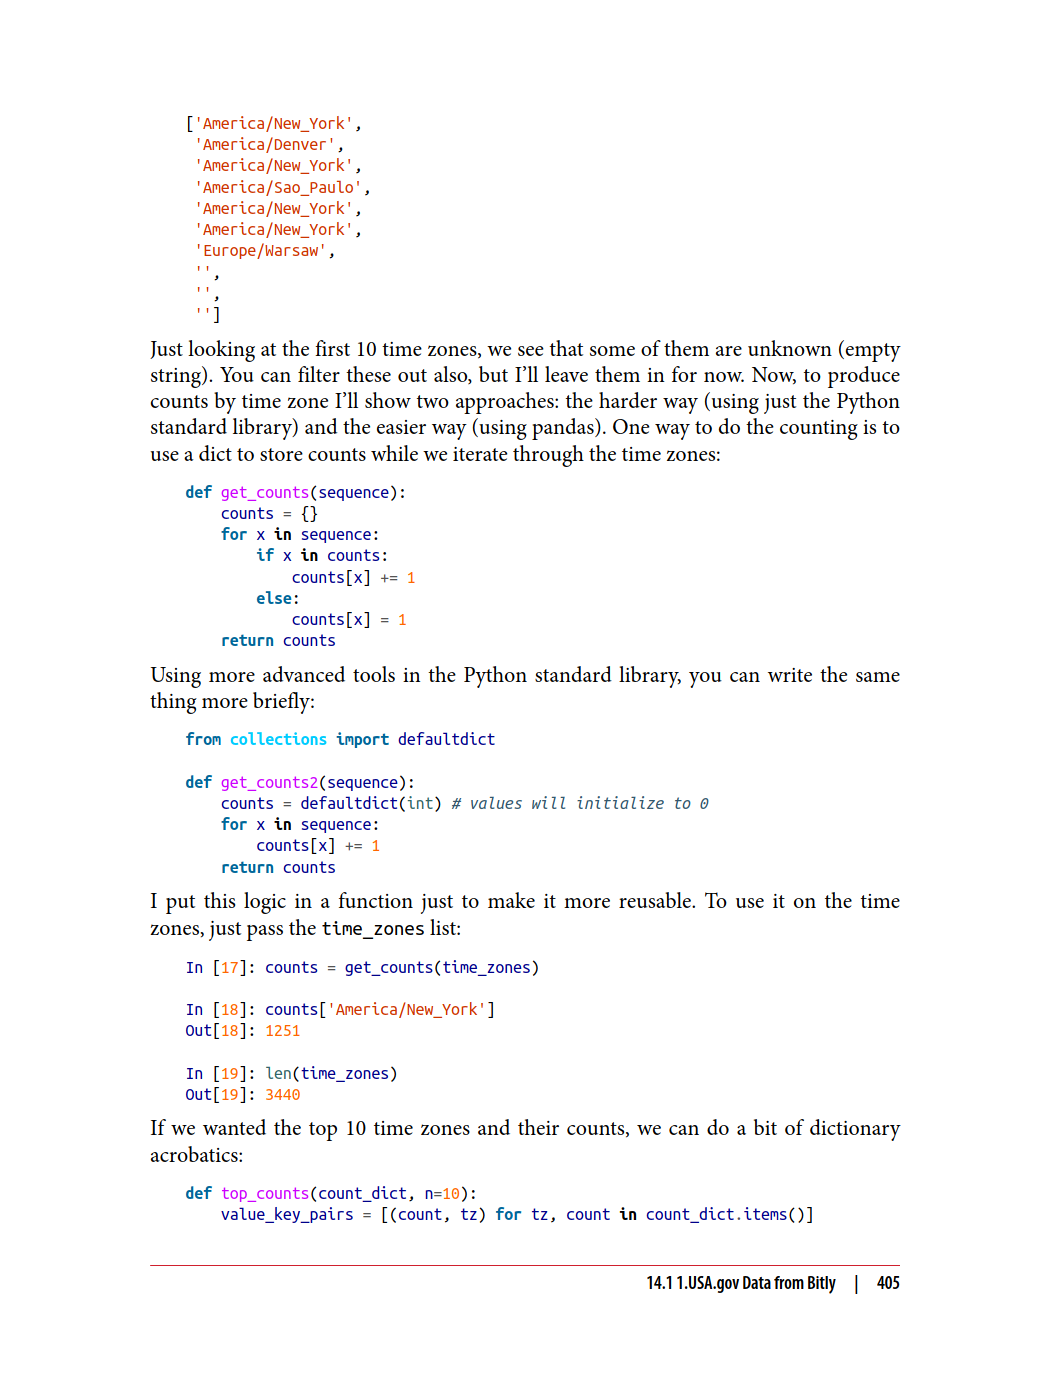 ['America/New_York',
 'America/Denver',
 'America/New_York',
 'America/Sao_Paulo',
 'America/New_York',
 'America/New_York',
 'Europe/Warsaw',
 '',
 '',
 '']
Just looking at the first 10 time zones, we see that some of them are unknown (empty
string). You can filter these out also, but I’ll leave them in for now. Now, to produce
counts by time zone I’ll show two approaches: the harder way (using just the Python
standard library) and the easier way (using pandas). One way to do the counting is to
use a dict to store counts while we iterate through the time zones:
def get_counts(sequence):
    counts = {}
    for x in sequence:
        if x in counts:
            counts[x] += 1
        else:
            counts[x] = 1
    return counts
Using more advanced tools in the Python standard library, you can write the same
thing more briefly:
from collections import defaultdict

def get_counts2(sequence):
    counts = defaultdict(int) # values will initialize to 0
    for x in sequence:
        counts[x] += 1
    return counts
I put this logic in a function just to make it more reusable. To use it on the time
zones, just pass the time_zones list:
In [17]: counts = get_counts(time_zones)

In [18]: counts['America/New_York']
Out[18]: 1251

In [19]: len(time_zones)
Out[19]: 3440
If we wanted the top 10 time zones and their counts, we can do a bit of dictionary
acrobatics:
def top_counts(count_dict, n=10):
    value_key_pairs = [(count, tz) for tz, count in count_dict.items()]
14.1 1.USA.gov Data from Bitly | 405